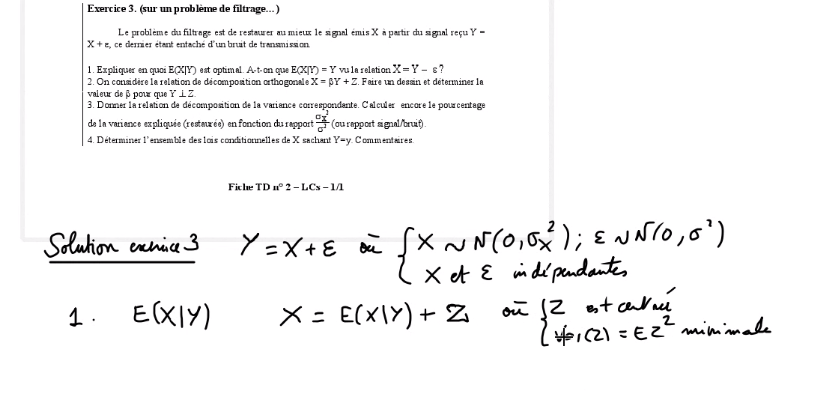 Exercice 3. (sur un problème de filtrage...)
Le problème du filtrage est de restaurer au mieux le signal émis X à partir du signal reçu Y =
X + ε, ce dernier étant entaché d'un bruit de transmission.
1. Expliquer en quoi E(X|Y) est optimal. A-t-on que E(X|Y) = Y vu la relation X = Y − ε ?
2. On considère la relation de décomposition orthogonale X = βY + Z. Faire un dessin et déterminer la
valeur de β pour que Y ⊥ Z.
3. Donner la relation de décomposition de la variance correspondante. Calculer encore le pourcentage
de la variance expliquée (restaurée) en fonction du rapport σ_X²/σ² (ou rapport signal/bruit).
4. Déterminer l'ensemble des lois conditionnelles de X sachant Y=y. Commentaires.
Fiche TD n° 2 – LCs – 1/1
Solution exercice 3 Y = X + ε où { X ~ N(0, σ_X²) ; ε ~ N(0, σ²)
X et ε indépendantes
1. E(X|Y) X = E(X|Y) + Z où { Z est centrée
(Z) = E Z² minimale